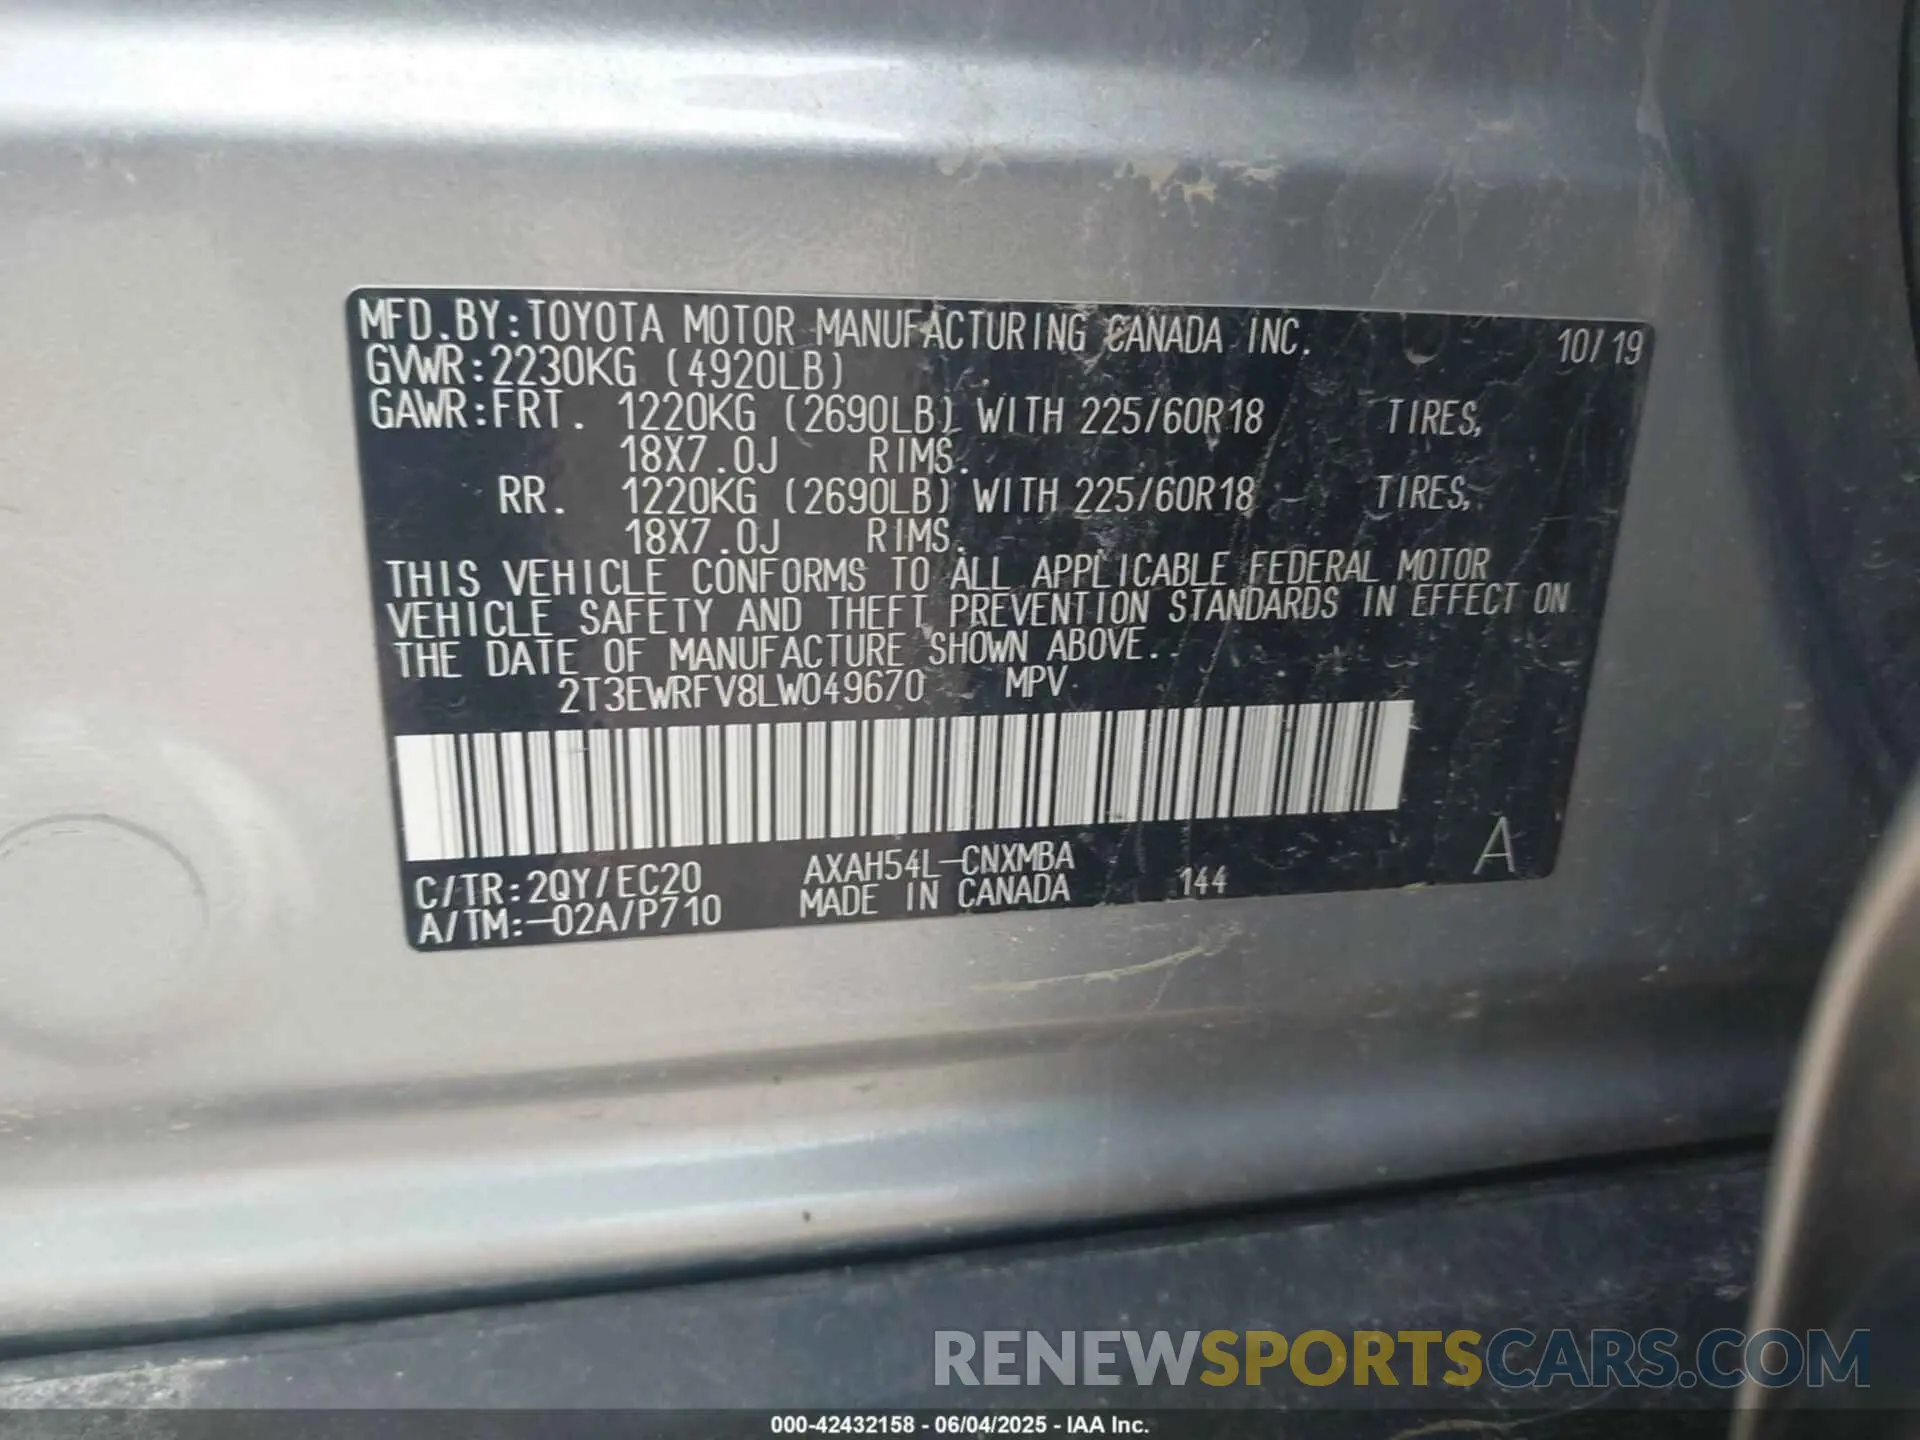 MFD.BY:TOYOTA MOTOR MANUFACTURING CANADA INC. 10/19
GVWR:2230KG (4920LB)
GAWR:FRT. 1220KG (2690LB) WITH 225/60R18 TIRES,
18X7.0J RIMS.
RR. 1220KG (2690LB) WITH 225/60R18 TIRES,
18X7.0J RIMS.
THIS VEHICLE CONFORMS TO ALL APPLICABLE FEDERAL MOTOR
VEHICLE SAFETY AND THEFT PREVENTION STANDARDS IN EFFECT ON
THE DATE OF MANUFACTURE SHOWN ABOVE.
2T3EWRFV8LW049670 MPV
C/TR:2QY/EC20 AXAH54L-CNXMBA
A/TM:-02A/P710 MADE IN CANADA 144 A
RENEWSPORTSCARS.COM
000-42432158 - 06/04/2025 - IAA Inc.